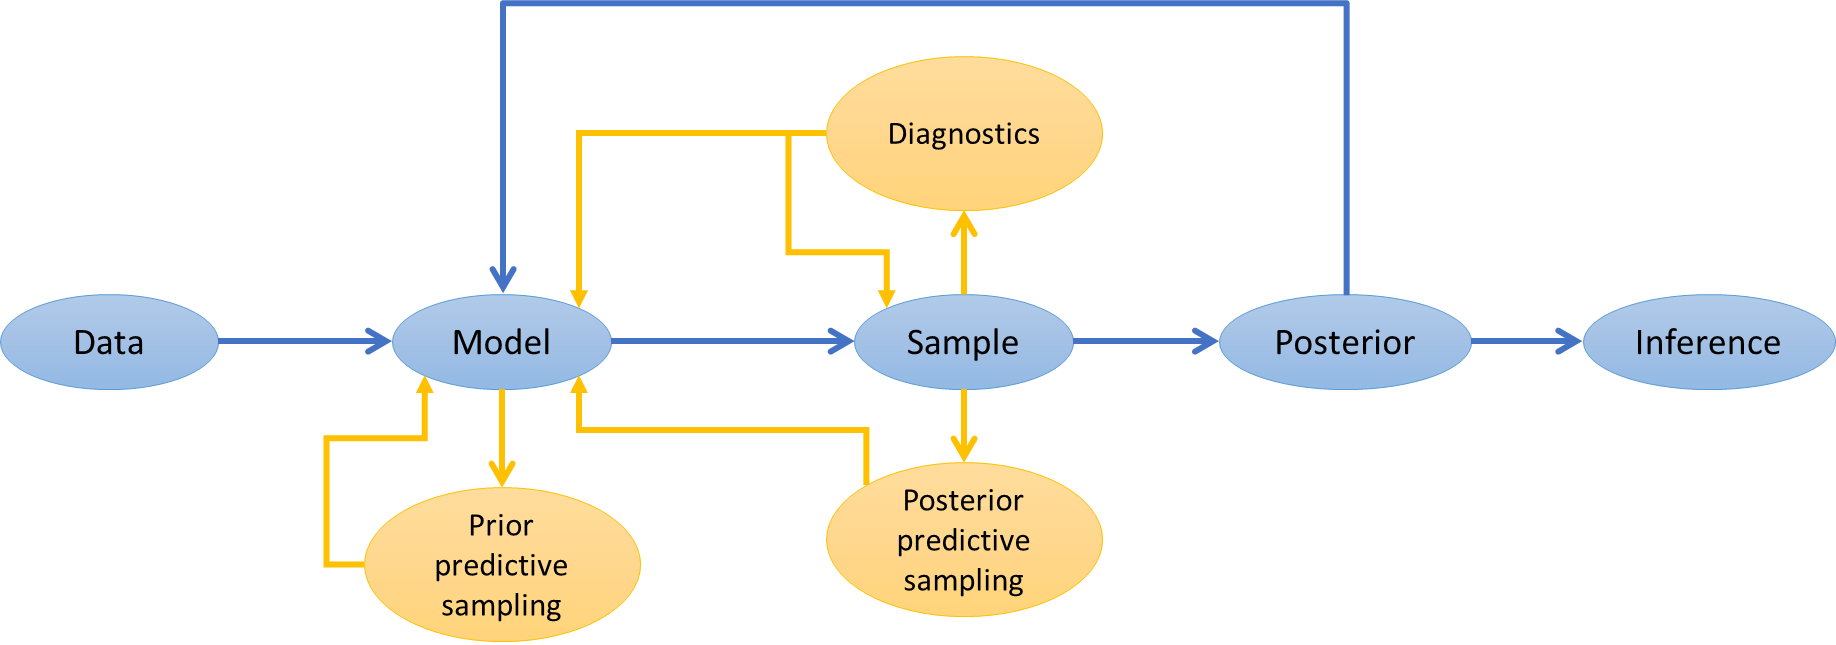 Diagnostics
Data
Model
Sample
Posterior
Inference
Prior
predictive
sampling
Posterior
predictive
sampling